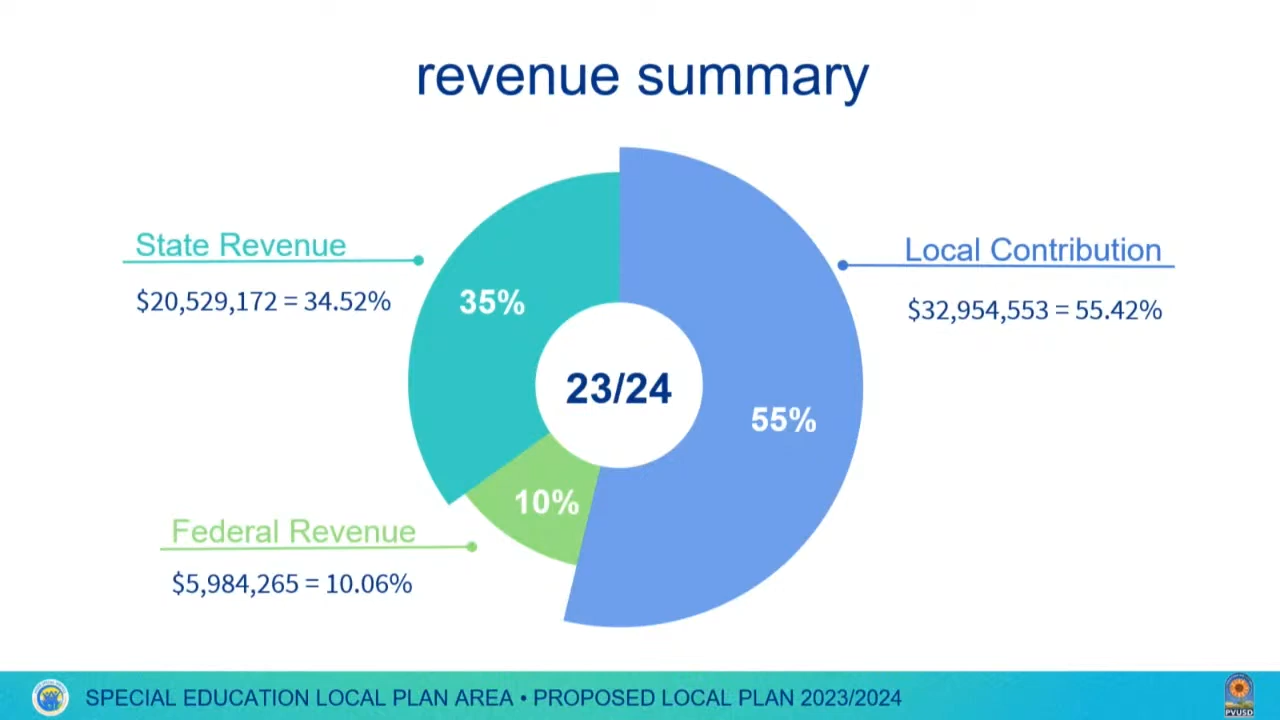 revenue summary
State Revenue
$20,529,172 = 34.52%
35%
Local Contribution
$32,954,553 = 55.42%
23/24
55%
10%
Federal Revenue
$5,984,265 = 10.06%
SPECIAL EDUCATION LOCAL PLAN AREA • PROPOSED LOCAL PLAN 2023/2024
PVUSD